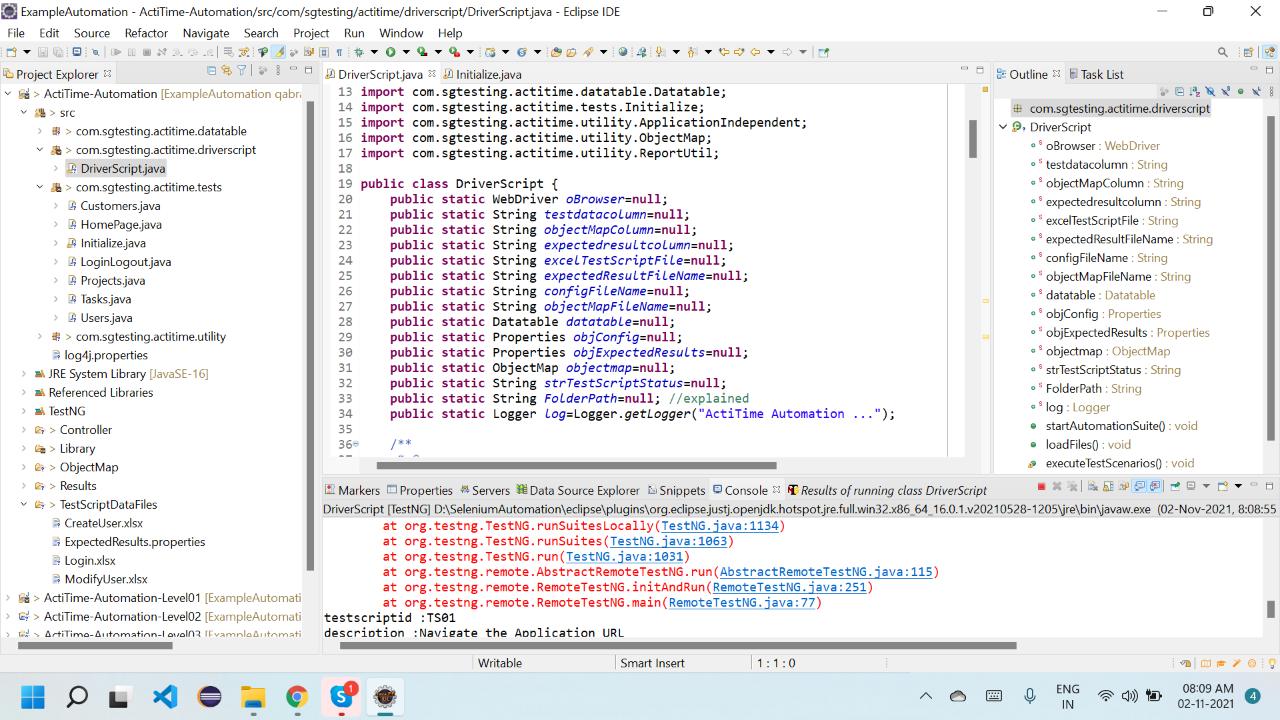 ExampleAutomation - ActiTime-Automation/src/com/sgtesting/actitime/driverscript/DriverScript.java - Eclipse IDE
File Edit Source Refactor Navigate Search Project Run Window Help
Project Explorer
ActiTime-Automation [ExampleAutomation qabra
src
com.sgtesting.actitime.datatable
com.sgtesting.actitime.driverscript
DriverScript.java
com.sgtesting.actitime.tests
Customers.java
HomePage.java
Initialize.java
LoginLogout.java
Projects.java
Tasks.java
Users.java
com.sgtesting.actitime.utility
log4j.properties
JRE System Library [JavaSE-16]
Referenced Libraries
TestNG
> Controller
> Library
> ObjectMap
> Results
> TestScriptDataFiles
CreateUser.xlsx
ExpectedResults.properties
Login.xlsx
ModifyUser.xlsx
> ActiTime-Automation-Level01 [ExampleAutomati
> ActiTime-Automation-Level02 [ExampleAutomati
> ActiTime-Automation-Level03 [ExampleAutomati
DriverScript.java Initialize.java
13 import com.sgtesting.actitime.datatable.Datatable;
14 import com.sgtesting.actitime.tests.Initialize;
15 import com.sgtesting.actitime.utility.ApplicationIndependent;
16 import com.sgtesting.actitime.utility.ObjectMap;
17 import com.sgtesting.actitime.utility.ReportUtil;
18
19 public class DriverScript {
20 public static WebDriver oBrowser=null;
21 public static String testdatacolumn=null;
22 public static String objectMapColumn=null;
23 public static String expectedresultcolumn=null;
24 public static String excelTestScriptFile=null;
25 public static String expectedResultFileName=null;
26 public static String configFileName=null;
27 public static String objectMapFileName=null;
28 public static Datatable datatable=null;
29 public static Properties objConfig=null;
30 public static Properties objExpectedResults=null;
31 public static ObjectMap objectmap=null;
32 public static String strTestScriptStatus=null;
33 public static String FolderPath=null; //explained
34 public static Logger log=Logger.getLogger("ActiTime Automation ...");
35
36 /**
Outline Task List
com.sgtesting.actitime.driverscript
DriverScript
oBrowser : WebDriver
testdatacolumn : String
objectMapColumn : String
expectedresultcolumn : String
excelTestScriptFile : String
expectedResultFileName : String
configFileName : String
objectMapFileName : String
datatable : Datatable
objConfig : Properties
objExpectedResults : Properties
objectmap : ObjectMap
strTestScriptStatus : String
FolderPath : String
log : Logger
startAutomationSuite() : void
loadFiles() : void
executeTestScenarios() : void
Markers Properties Servers Data Source Explorer Snippets Console Results of running class DriverScript
DriverScript [TestNG] D:\SeleniumAutomation\eclipse\plugins\org.eclipse.justj.openjdk.hotspot.jre.full.win32.x86_64_16.0.1.v20210528-1205\jre\bin\javaw.exe (02-Nov-2021, 8:08:55
at org.testng.TestNG.runSuitesLocally(TestNG.java:1134)
at org.testng.TestNG.runSuites(TestNG.java:1063)
at org.testng.TestNG.run(TestNG.java:1031)
at org.testng.remote.AbstractRemoteTestNG.run(AbstractRemoteTestNG.java:115)
at org.testng.remote.RemoteTestNG.initAndRun(RemoteTestNG.java:251)
at org.testng.remote.RemoteTestNG.main(RemoteTestNG.java:77)
testscriptid :TS01
description :Navigate the Application URL
Writable Smart Insert 1 : 1 : 0
1
ENG
IN
08:09 AM
02-11-2021
4